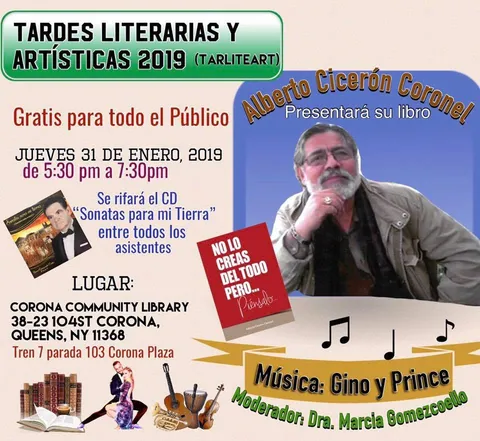 TARDES LITERARIAS Y
ARTÍSTICAS 2019 (TARLITEART)
Gratis para todo el Público
JUEVES 31 DE ENERO, 2019
de 5:30 pm a 7:30pm
Se rifará el CD
“Sonatas para mi Tierra”
entre todos los
asistentes
LUGAR:
CORONA COMMUNITY LIBRARY
38-23 104ST CORONA,
QUEENS, NY 11368
Tren 7 parada 103 Corona Plaza
Alberto Cicerón Coronel
Presentará su libro
NO LO
CREAS
DEL TODO
PERO...
Piénsalo
Música: Gino y Prince
Moderador: Dra. Marcia Gomezcoello